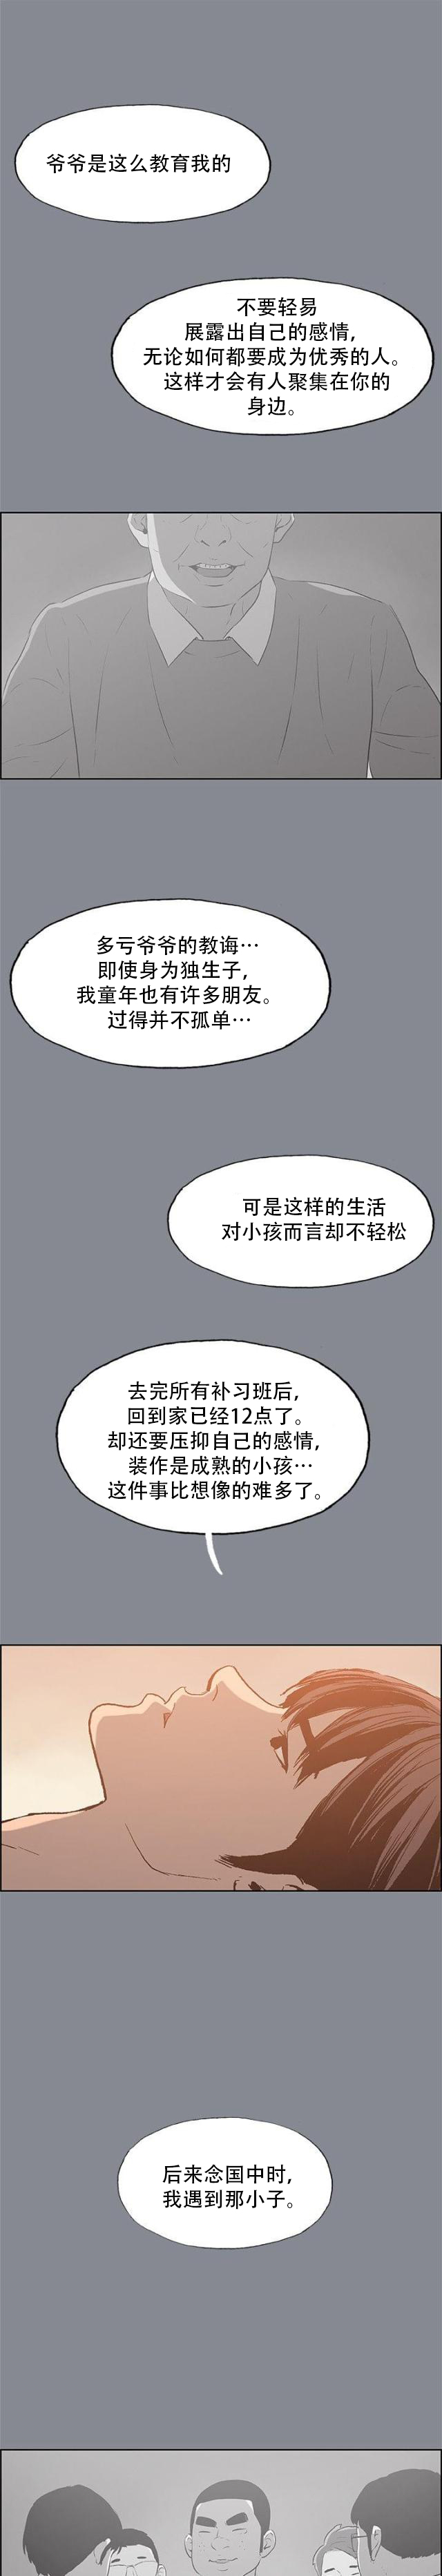 爷爷是这么教育我的
不要轻易
展露出自己的感情,
无论如何都要成为优秀的人。
这样才会有人聚集在你的
身边。
多亏爷爷的教诲…
即使身为独生子,
我童年也有许多朋友。
过得并不孤单…
可是这样的生活
对小孩而言却不轻松
去完所有补习班后,
回到家已经12点了。
却还要压抑自己的感情,
装作是成熟的小孩…
这件事比想像的难多了。
后来念国中时,
我遇到那小子。